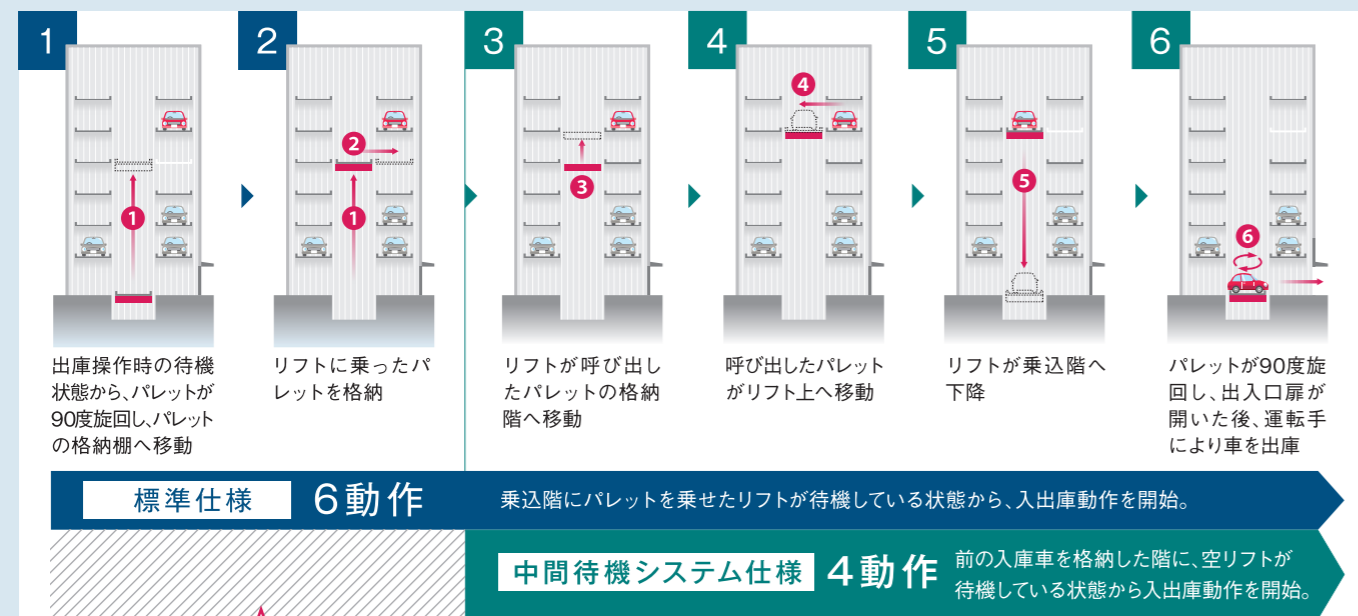 1
2
3
4
5
6
1
2
1
3
4
5
6
出庫操作時の待機
状態から、パレットが
90度旋回し、パレット
の格納棚へ移動
リフトに乗ったパ
レットを格納
リフトが呼び出し
たパレットの格納
階へ移動
呼び出したパレット
がリフト上へ移動
リフトが乗込階へ
下降
パレットが90度旋
回し、出入口扉が
開いた後、運転手
により車を出庫
標準仕様 6動作 乗込階にパレットを乗せたリフトが待機している状態から、入出庫動作を開始。
中間待機システム仕様 4動作 前の入庫車を格納した階に、空リフトが
待機している状態から入出庫動作を開始。